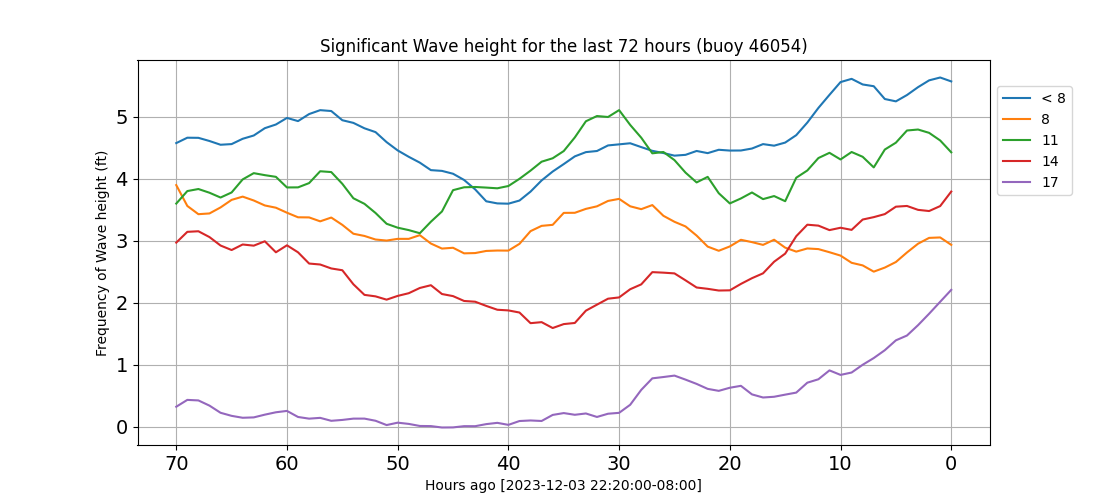 Significant Wave height for the last 72 hours (buoy 46054)
Frequency of Wave height (ft)
5
4
3
2
1
0
70 60 50 40 30 20 10 0
Hours ago [2023-12-03 22:20:00-08:00]
< 8
8
11
14
17